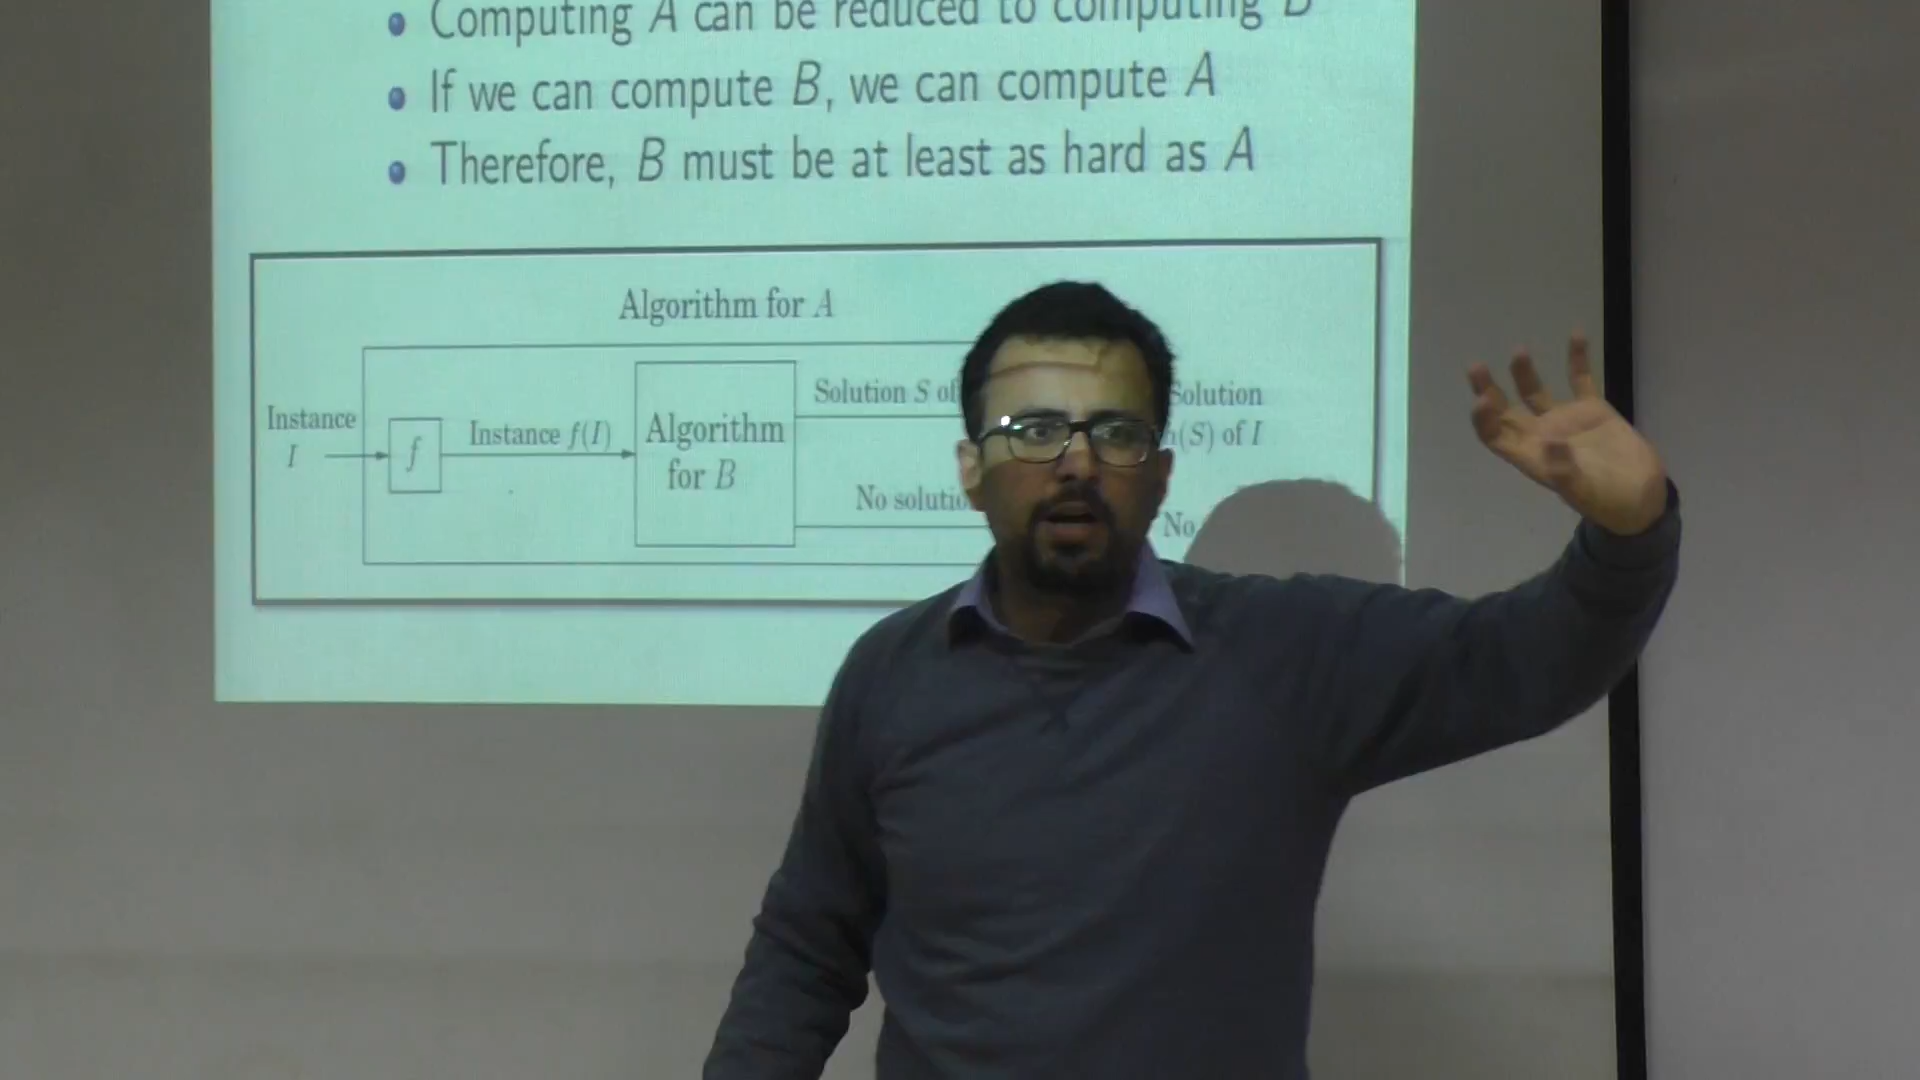 Computing A can be reduced to computing B
If we can compute B, we can compute A
Therefore, B must be at least as hard as A
Algorithm for A
Instance
I
f
Instance f(I)
Algorithm
for B
Solution S of
No
Solution
h(S) of I
No